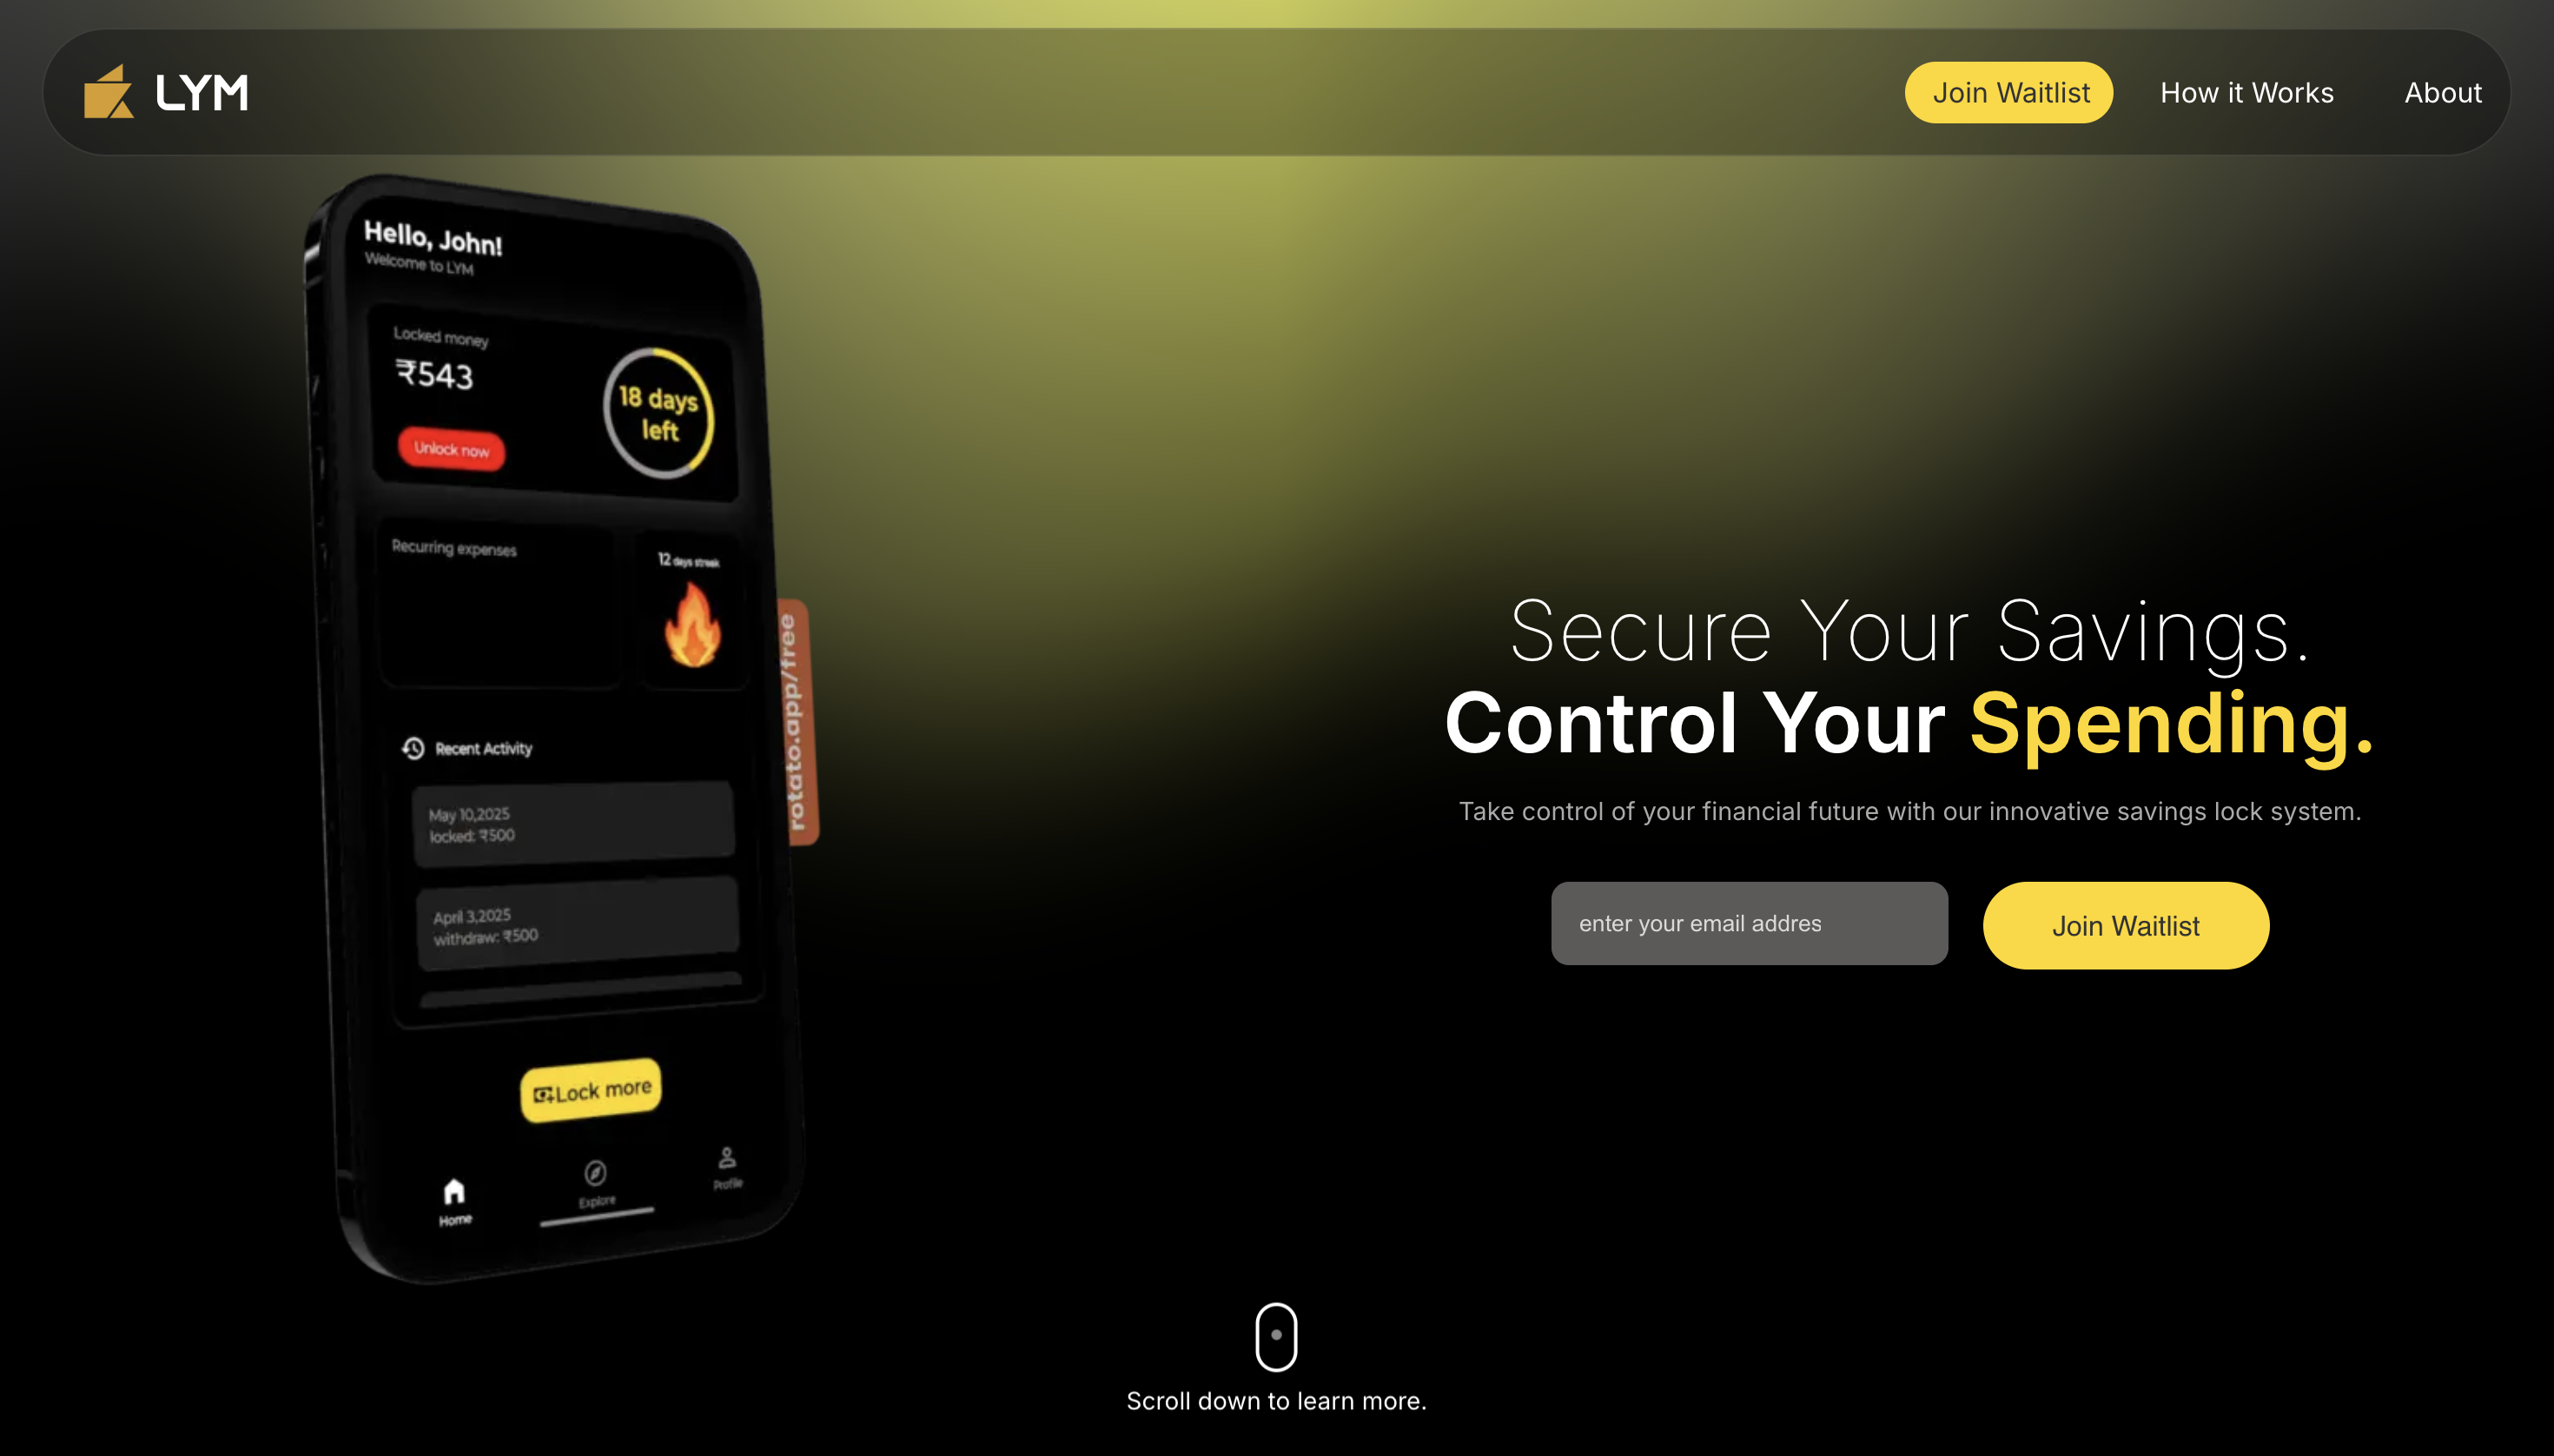 LYM
Join Waitlist
How it Works
About
Hello, John!
Welcome to LYM
Locked money
₹543
18 days
left
Unlock now
Recurring expenses
12 days streak
rotato.app/free
Recent Activity
May 10,2025
locked: ₹500
April 3,2025
withdraw: ₹500
Lock more
Home
Explore
Profile
Secure Your Savings.
Control Your Spending.
Take control of your financial future with our innovative savings lock system.
enter your email addres
Join Waitlist
Scroll down to learn more.